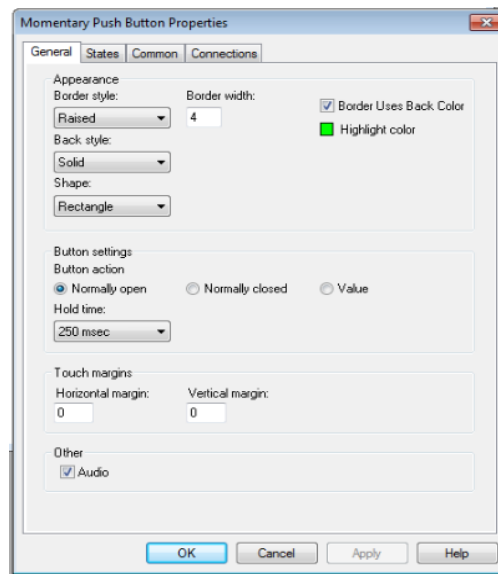 Momentary Push Button Properties
General States Common Connections
Appearance
Border style: Border width:
Raised 4 Border Uses Back Color
Back style: Highlight color
Solid
Shape:
Rectangle
Button settings
Button action
Normally open Normally closed Value
Hold time:
250 msec
Touch margins
Horizontal margin: Vertical margin:
0 0
Other
Audio
OK Cancel Apply Help